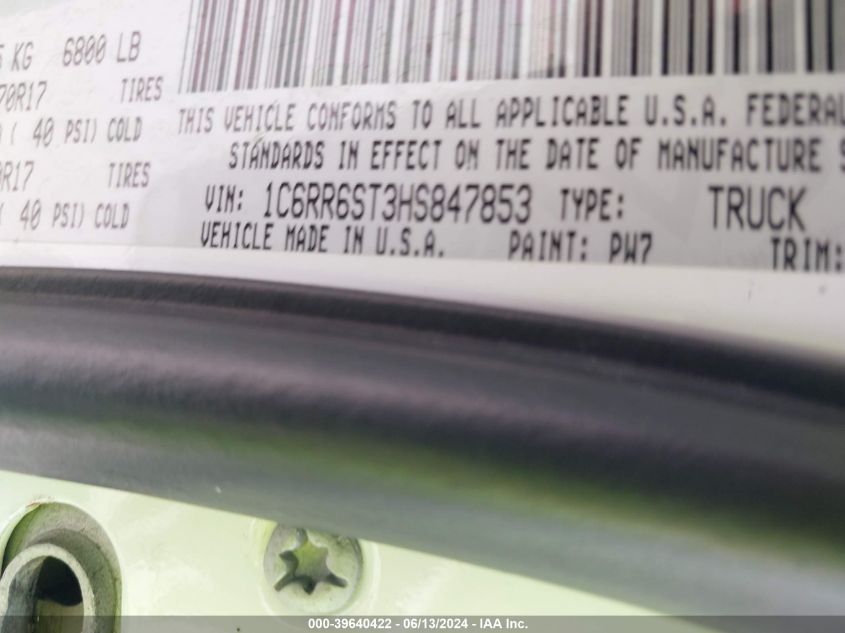 KG 6800 LB
70R17 TIRES
( 40 PSI) COLD
R17 TIRES
( 40 PSI) COLD
THIS VEHICLE CONFORMS TO ALL APPLICABLE U.S.A. FEDERAL
STANDARDS IN EFFECT ON THE DATE OF MANUFACTURE S
VIN: 1C6RR6ST3HS847853 TYPE: TRUCK
VEHICLE MADE IN U.S.A. PAINT: PW7 TRIM:
000-39640422 - 06/13/2024 - IAA Inc.